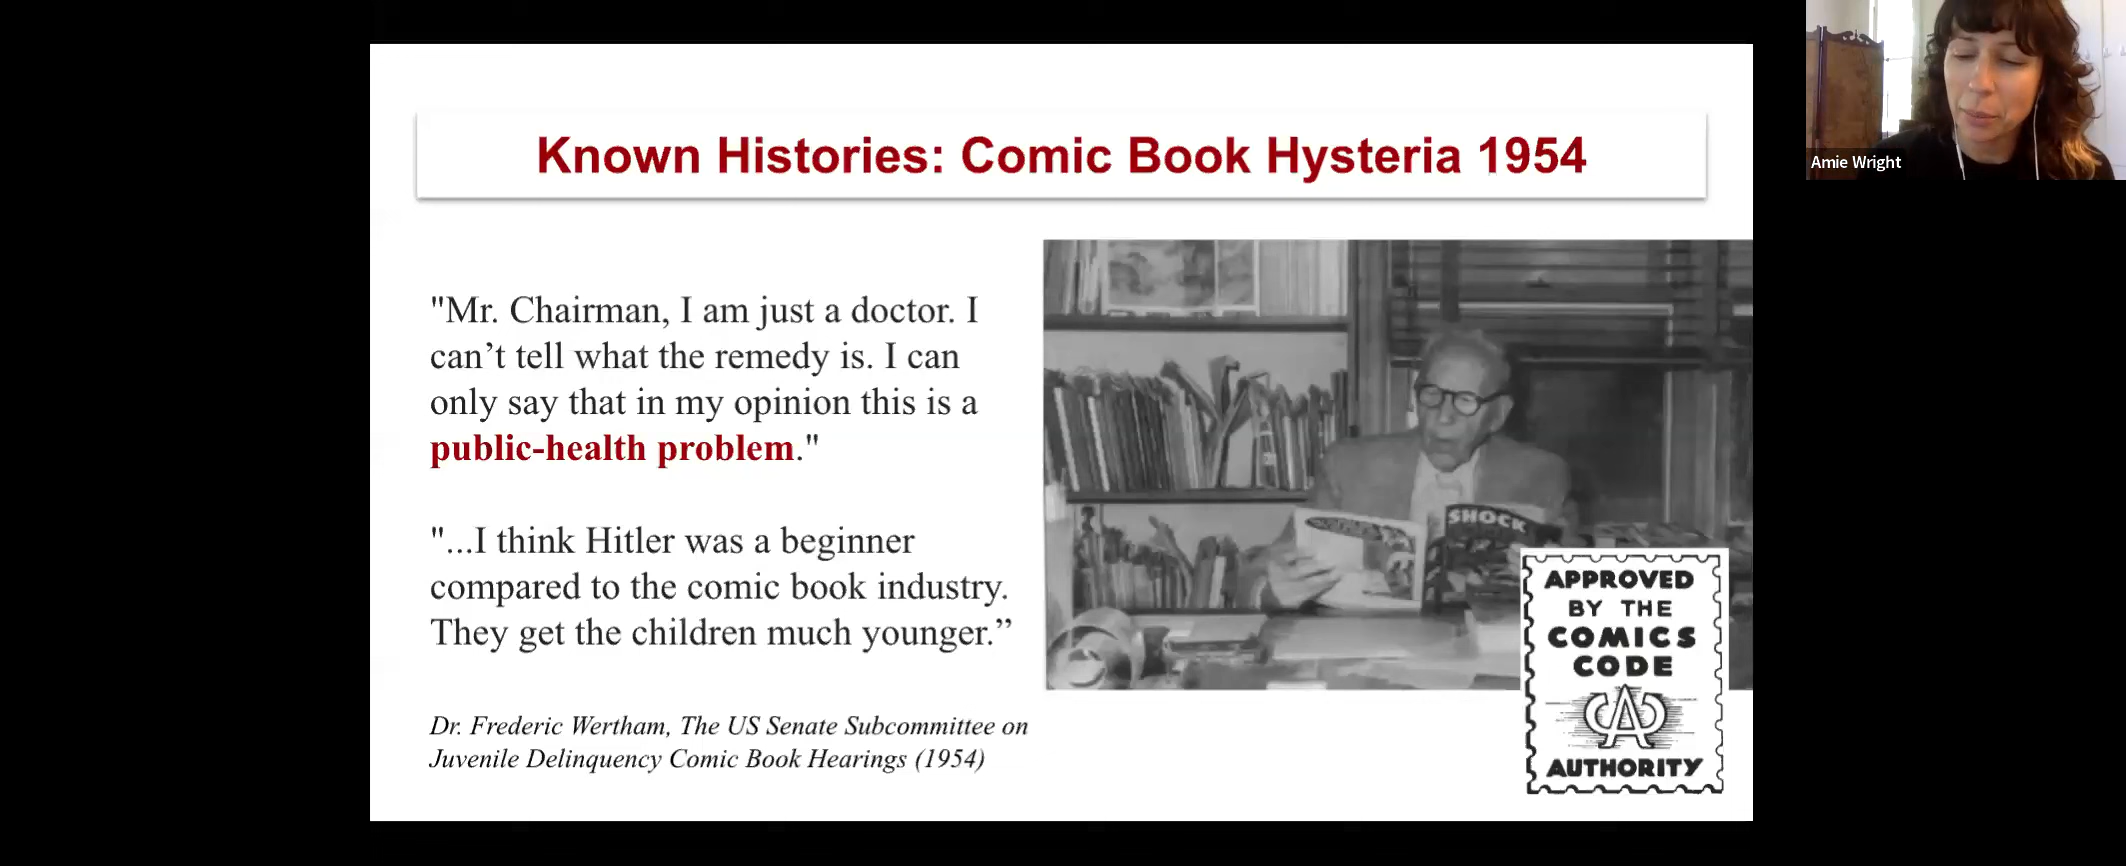 Known Histories: Comic Book Hysteria 1954
Amie Wright
"Mr. Chairman, I am just a doctor. I
can’t tell what the remedy is. I can
only say that in my opinion this is a
public-health problem."
"...I think Hitler was a beginner
compared to the comic book industry.
They get the children much younger.”
Dr. Frederic Wertham, The US Senate Subcommittee on
Juvenile Delinquency Comic Book Hearings (1954)
SHOCK
APPROVED
BY THE
COMICS
CODE
CA
AUTHORITY